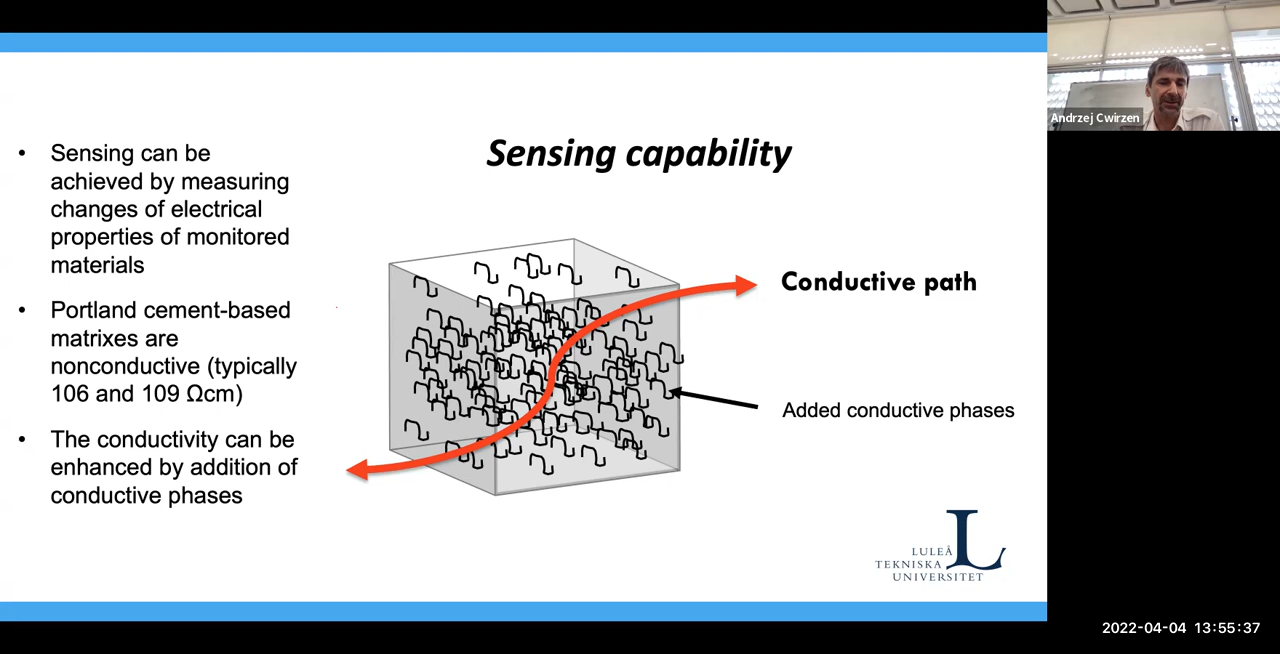 Sensing capability
• Sensing can be
achieved by measuring
changes of electrical
properties of monitored
materials
• Portland cement-based
matrixes are
nonconductive (typically
106 and 109 Ωcm)
• The conductivity can be
enhanced by addition of
conductive phases
Conductive path
Added conductive phases
LULEÅ
TEKNISKA
UNIVERSITET
L
Andrzej Cwirzen
2022-04-04 13:55:37